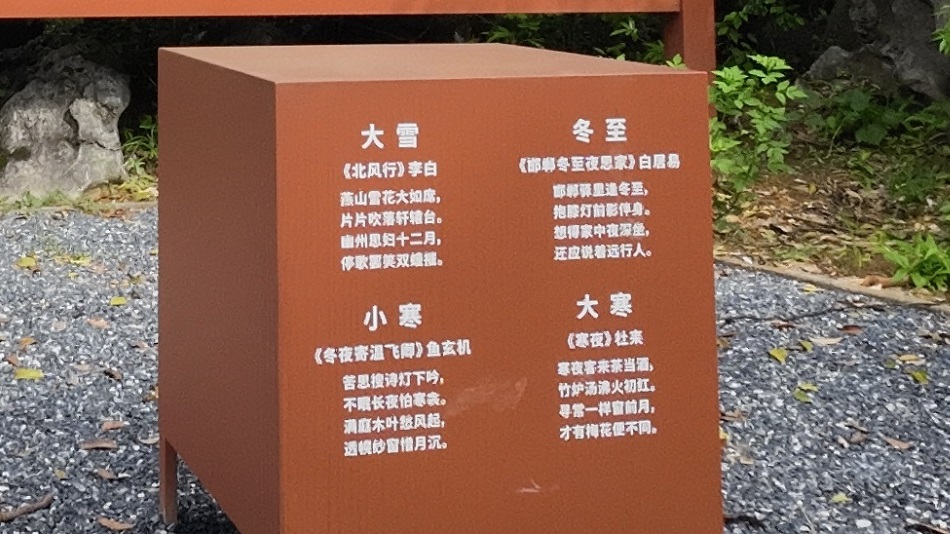 大雪
《北风行》李白
燕山雪花大如席，
片片吹落轩辕台。
幽州思妇十二月，
停歌罢笑双蛾摧。
冬至
《邯郸冬至夜思家》白居易
邯郸驿里逢冬至，
抱膝灯前影伴身。
想得家中夜深坐，
还应说着远行人。
小寒
《冬夜寄温飞卿》鱼玄机
苦思搜诗灯下吟，
不眠长夜怕寒衾。
满庭木叶愁风起，
透幌纱窗惜月沉。
大寒
《寒夜》杜耒
寒夜客来茶当酒，
竹炉汤沸火初红。
寻常一样窗前月，
才有梅花便不同。